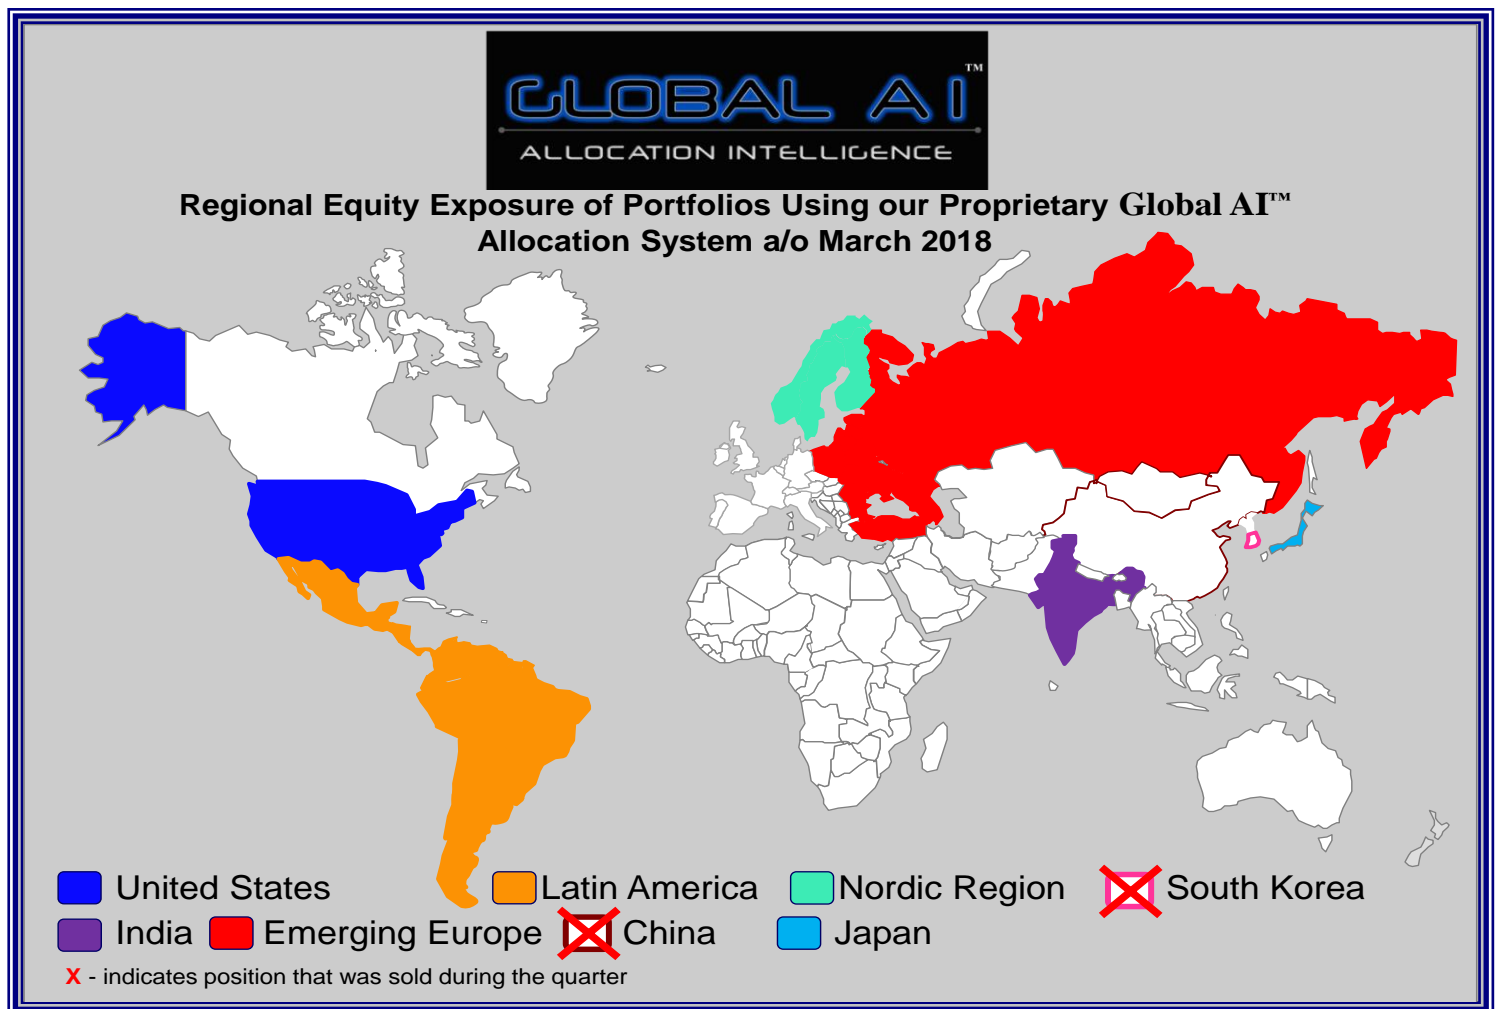 GLOBAL AI™
ALLOCATION INTELLIGENCE
Regional Equity Exposure of Portfolios Using our Proprietary Global AI™
Allocation System a/o March 2018
United States Latin America Nordic Region South Korea
India Emerging Europe China Japan
X - indicates position that was sold during the quarter